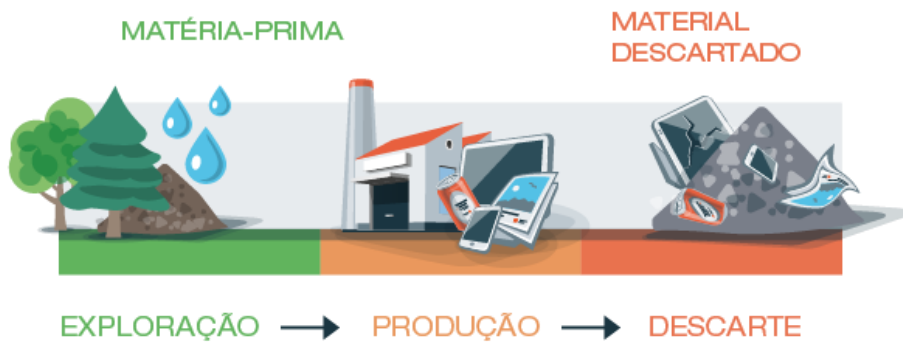 MATÉRIA-PRIMA
MATERIAL
DESCARTADO
EXPLORAÇÃO → PRODUÇÃO → DESCARTE